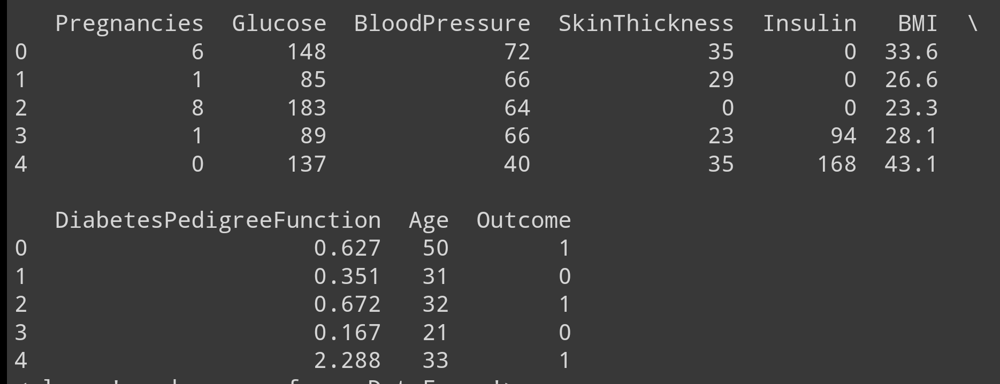 Pregnancies Glucose BloodPressure SkinThickness Insulin BMI \
0 6 148 72 35 0 33.6
1 1 85 66 29 0 26.6
2 8 183 64 0 0 23.3
3 1 89 66 23 94 28.1
4 0 137 40 35 168 43.1
DiabetesPedigreeFunction Age Outcome
0 0.627 50 1
1 0.351 31 0
2 0.672 32 1
3 0.167 21 0
4 2.288 33 1